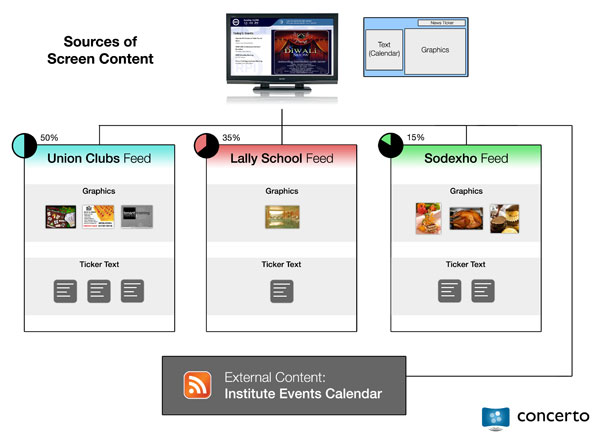 Sources of
Screen Content
Today's Events
DIWALI
News Ticker
Text
(Calendar)
Graphics
50%
Union Clubs Feed
35%
Lally School Feed
15%
Sodexho Feed
Graphics
Graphics
Graphics
Ticker Text
Ticker Text
Ticker Text
External Content:
Institute Events Calendar
concerto